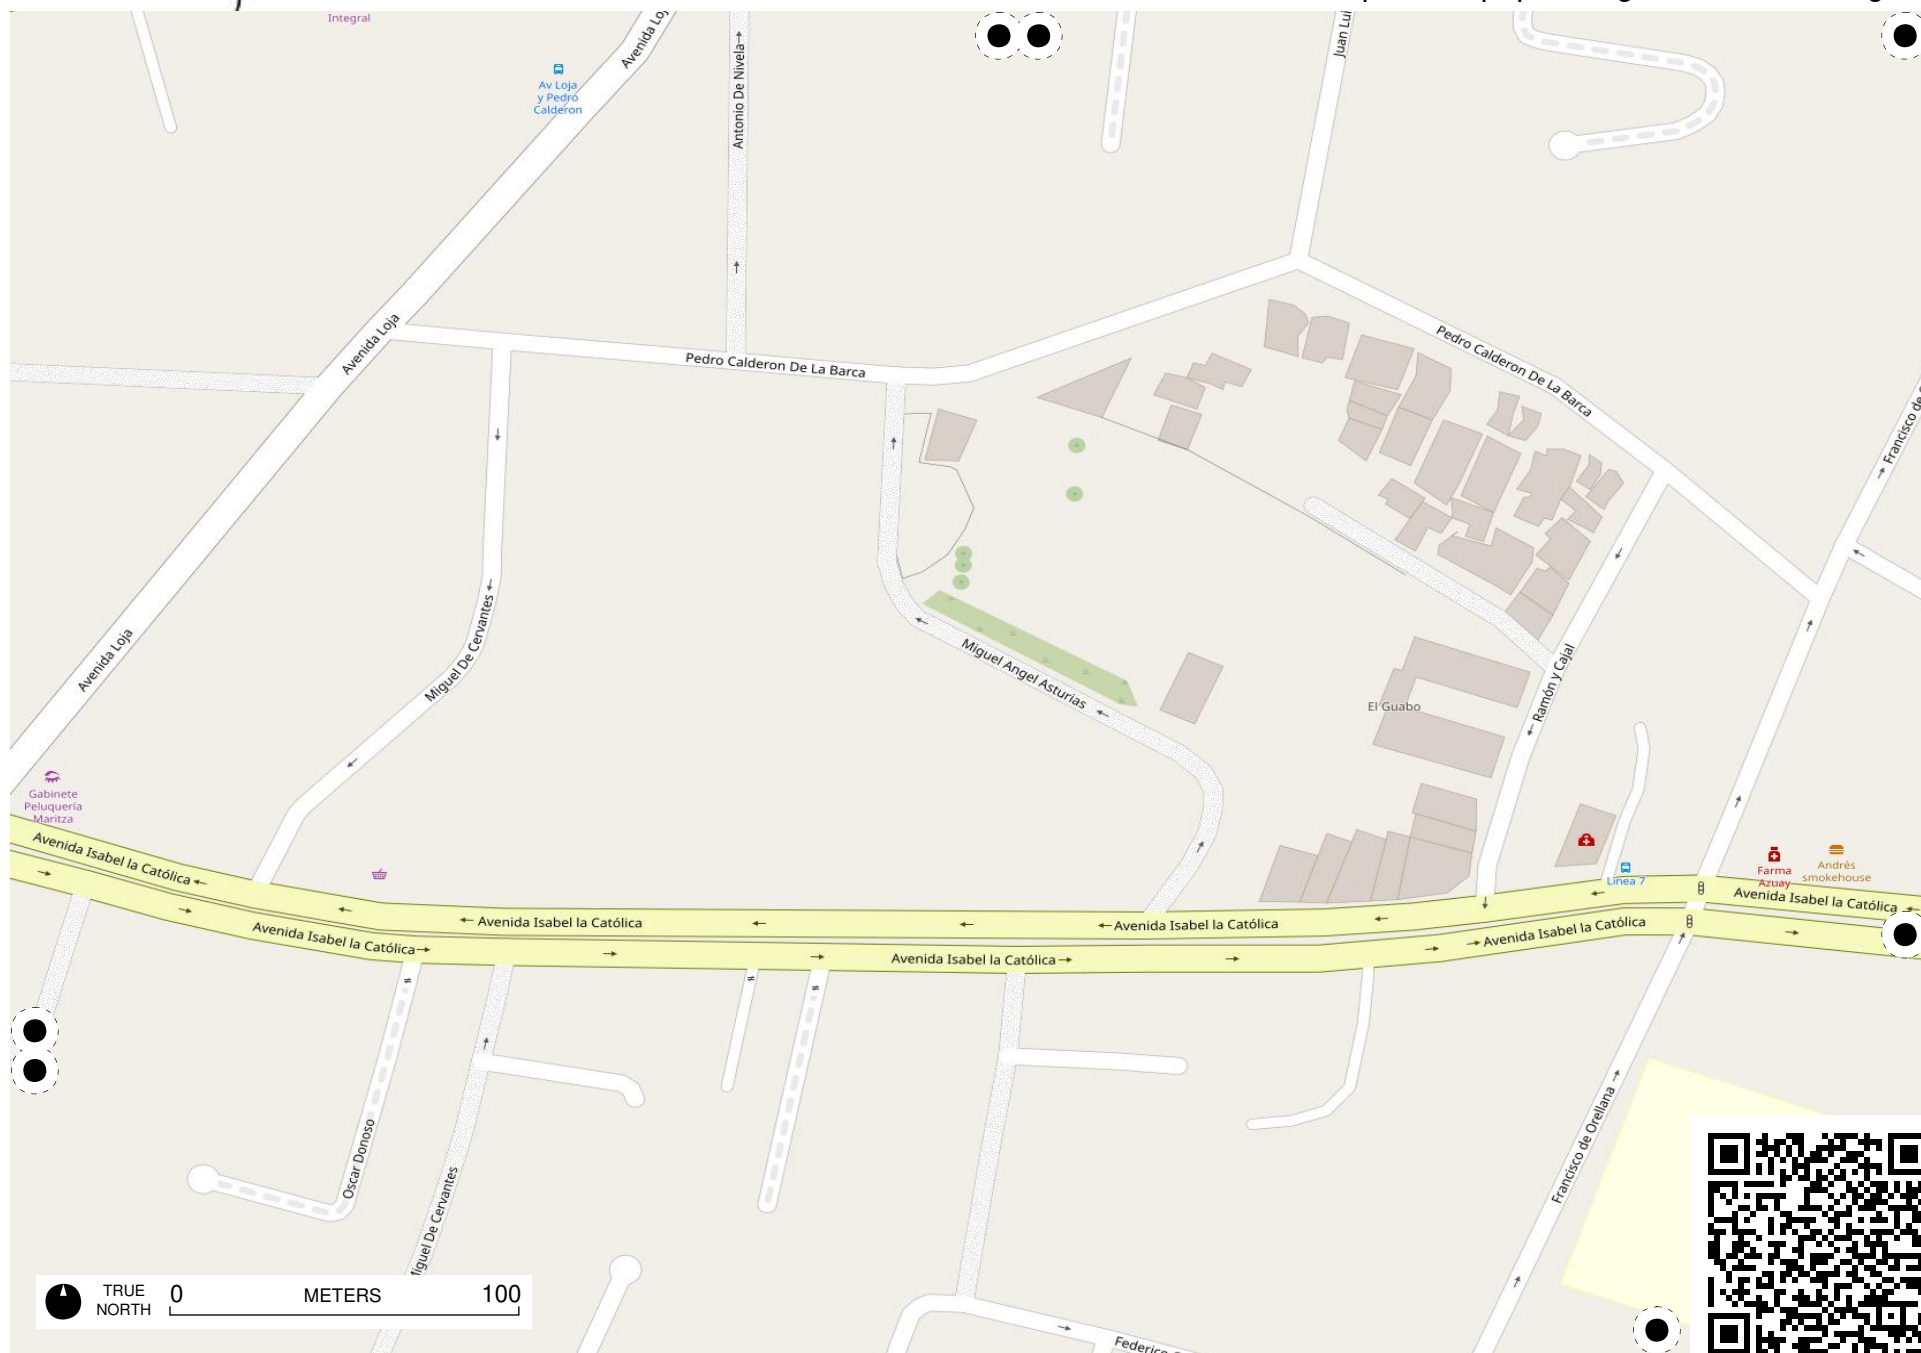 Integral
Avenida Loj
Juan Lui
Av Loja
y Pedro
Calderon
Antonio De Nivela
Avenida Loja
Pedro Calderon De La Barca
Pedro Calderon De La Barca
Francisco de
Avenida Loja
Miguel De Cervantes
Miguel Angel Asturias
Ramón y Cajal
El Guabo
Gabinete
Peluquería
Maritza
Avenida Isabel la Católica
Línea 7
Farma
Azuay
Andrés
smokehouse
Avenida Isabel la Católica
Avenida Isabel la Católica
Avenida Isabel la Católica
Avenida Isabel la Católica
Avenida Isabel la Católica
Avenida Isabel la Católica
Oscar Donoso
Miguel De Cervantes
Francisco de Orellana
TRUE
NORTH
0 METERS 100
Federico